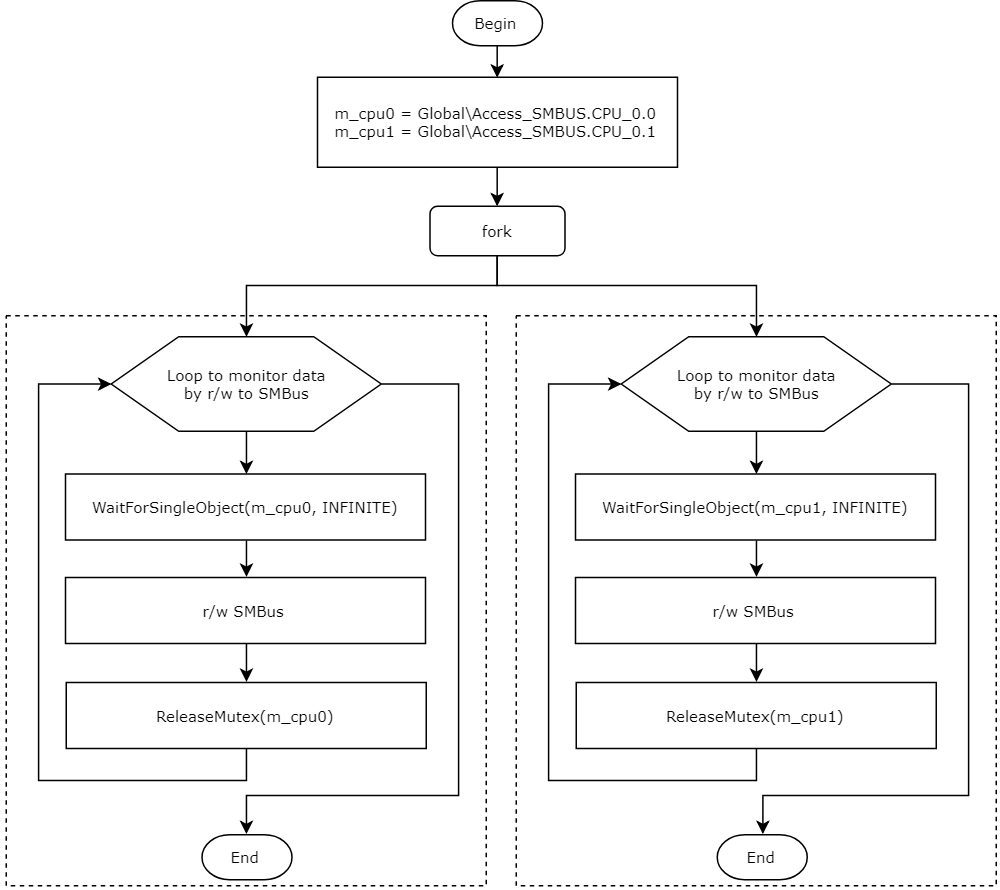 Begin
m_cpu0 = Global\Access_SMBUS.CPU_0.0
m_cpu1 = Global\Access_SMBUS.CPU_0.1
fork
Loop to monitor data
by r/w to SMBus
WaitForSingleObject(m_cpu0, INFINITE)
r/w SMBus
ReleaseMutex(m_cpu0)
End
Loop to monitor data
by r/w to SMBus
WaitForSingleObject(m_cpu1, INFINITE)
r/w SMBus
ReleaseMutex(m_cpu1)
End